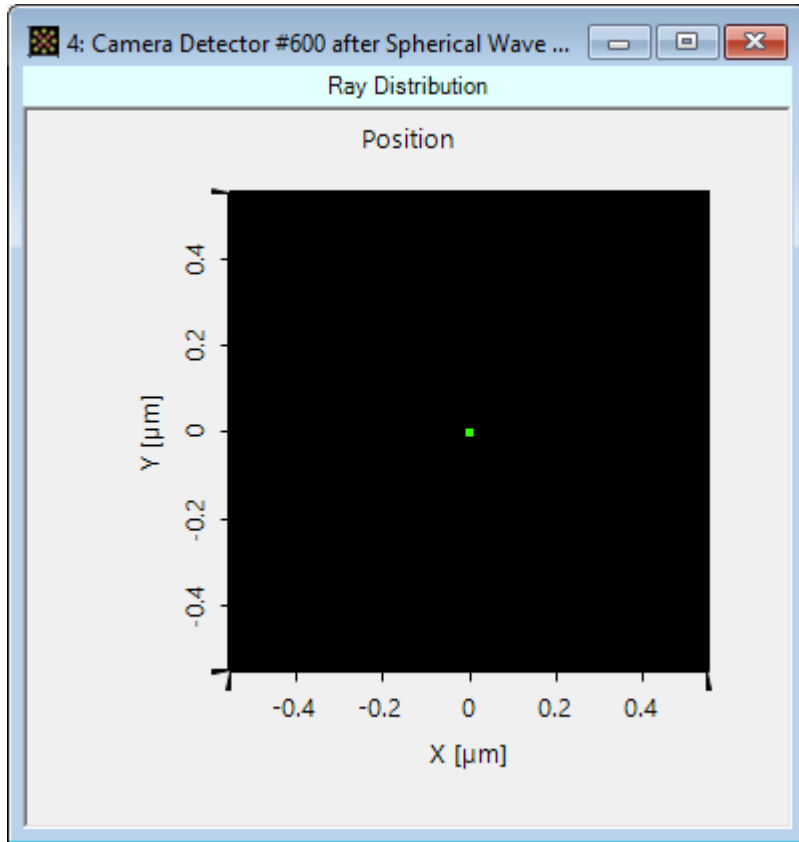 4: Camera Detector #600 after Spherical Wave ...
Ray Distribution
Position
0.4
0.2
0
-0.2
-0.4
Y [µm]
-0.4 -0.2 0 0.2 0.4
X [µm]